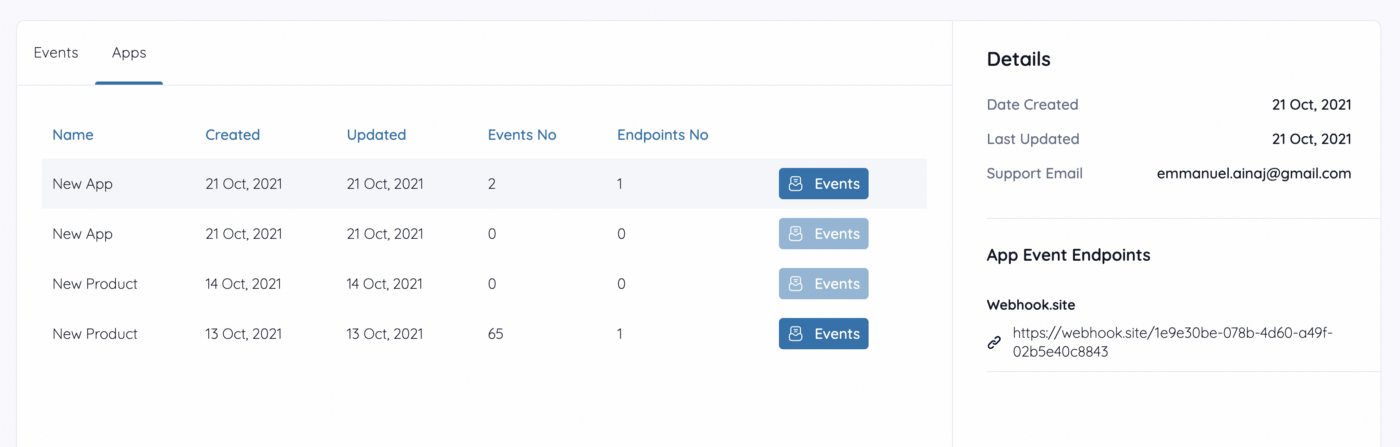 Events Apps
Name Created Updated Events No Endpoints No
New App 21 Oct, 2021 21 Oct, 2021 2 1 Events
New App 21 Oct, 2021 21 Oct, 2021 0 0 Events
New Product 14 Oct, 2021 14 Oct, 2021 0 0 Events
New Product 13 Oct, 2021 13 Oct, 2021 65 1 Events
Details
Date Created 21 Oct, 2021
Last Updated 21 Oct, 2021
Support Email emmanuel.ainaj@gmail.com
App Event Endpoints
Webhook.site
https://webhook.site/1e9e30be-078b-4d60-a49f-
02b5e40c8843